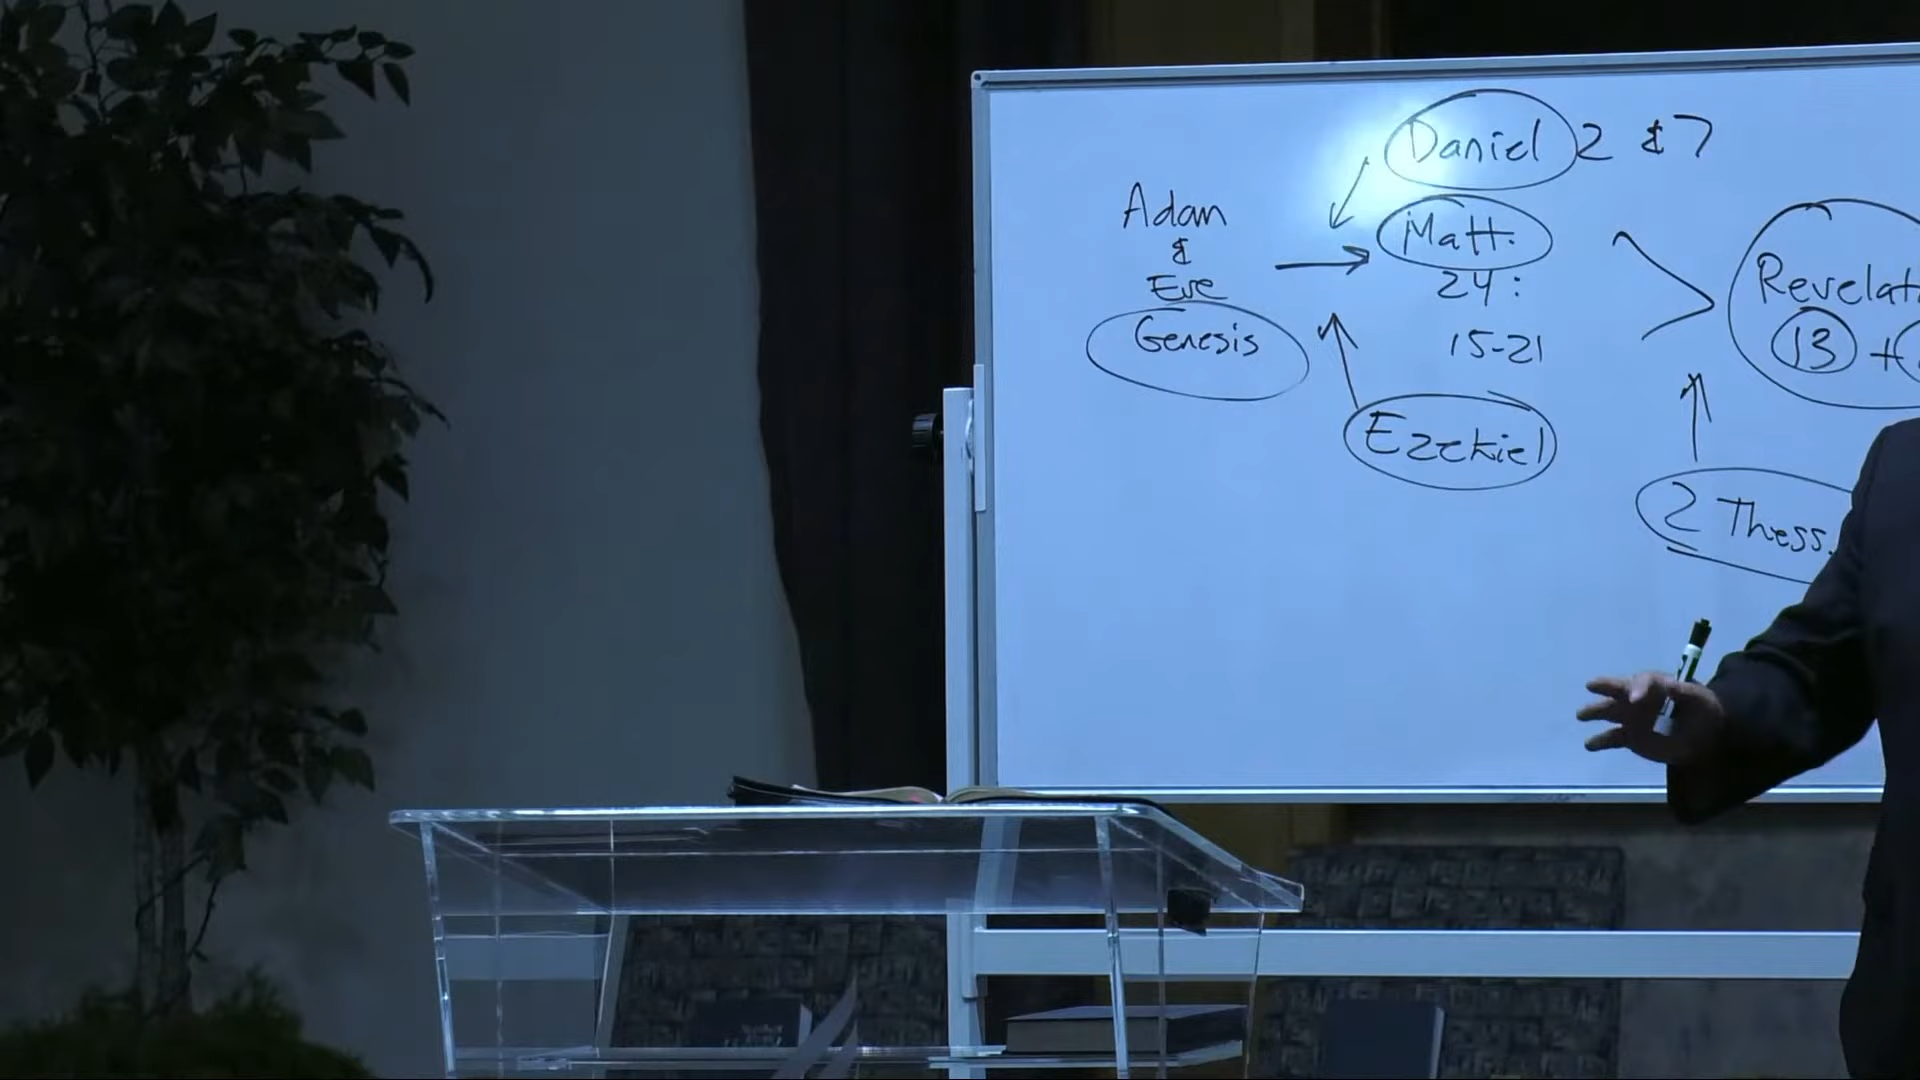 Daniel 2 & 7
Adam
&
Eve
Genesis
Matt.
24:
15-21
Ezekiel
Revelat
13 +
2 Thess.